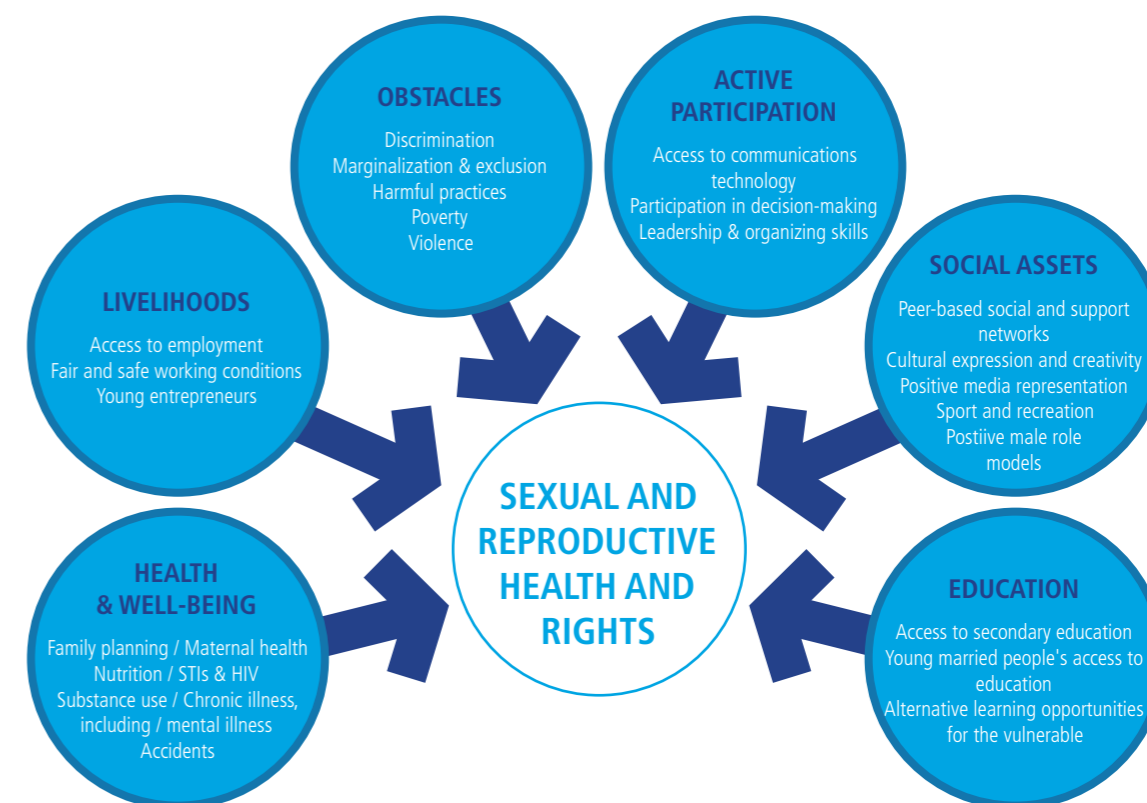 OBSTACLES
Discrimination
Marginalization & exclusion
Harmful practices
Poverty
Violence
ACTIVE
PARTICIPATION
Access to communications
technology
Participation in decision-making
Leadership & organizing skills
LIVELIHOODS
Access to employment
Fair and safe working conditions
Young entrepreneurs
SOCIAL ASSETS
Peer-based social and support
networks
Cultural expression and creativity
Positive media representation
Sport and recreation
Postiive male role
models
SEXUAL AND
REPRODUCTIVE
HEALTH AND
RIGHTS
HEALTH
& WELL-BEING
Family planning / Maternal health
Nutrition / STIs & HIV
Substance use / Chronic illness,
including / mental illness
Accidents
EDUCATION
Access to secondary education
Young married people's access to
education
Alternative learning opportunities
for the vulnerable